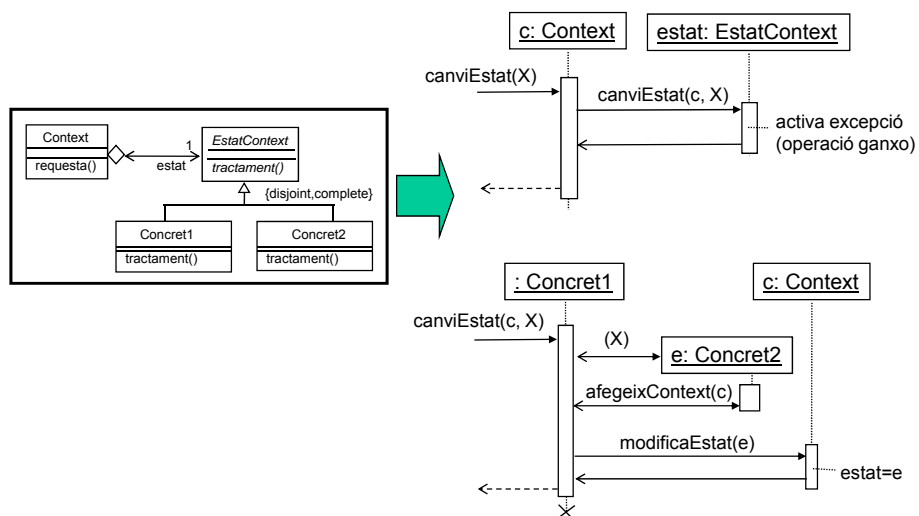 Context
requesta()
1
estat
EstatContext
tractament()
{disjoint,complete}
Concret1
tractament()
Concret2
tractament()
c: Context
estat: EstatContext
canviEstat(X)
canviEstat(c, X)
activa excepció
(operació ganxo)
: Concret1
c: Context
canviEstat(c, X)
(X)
e: Concret2
afegeixContext(c)
modificaEstat(e)
estat=e